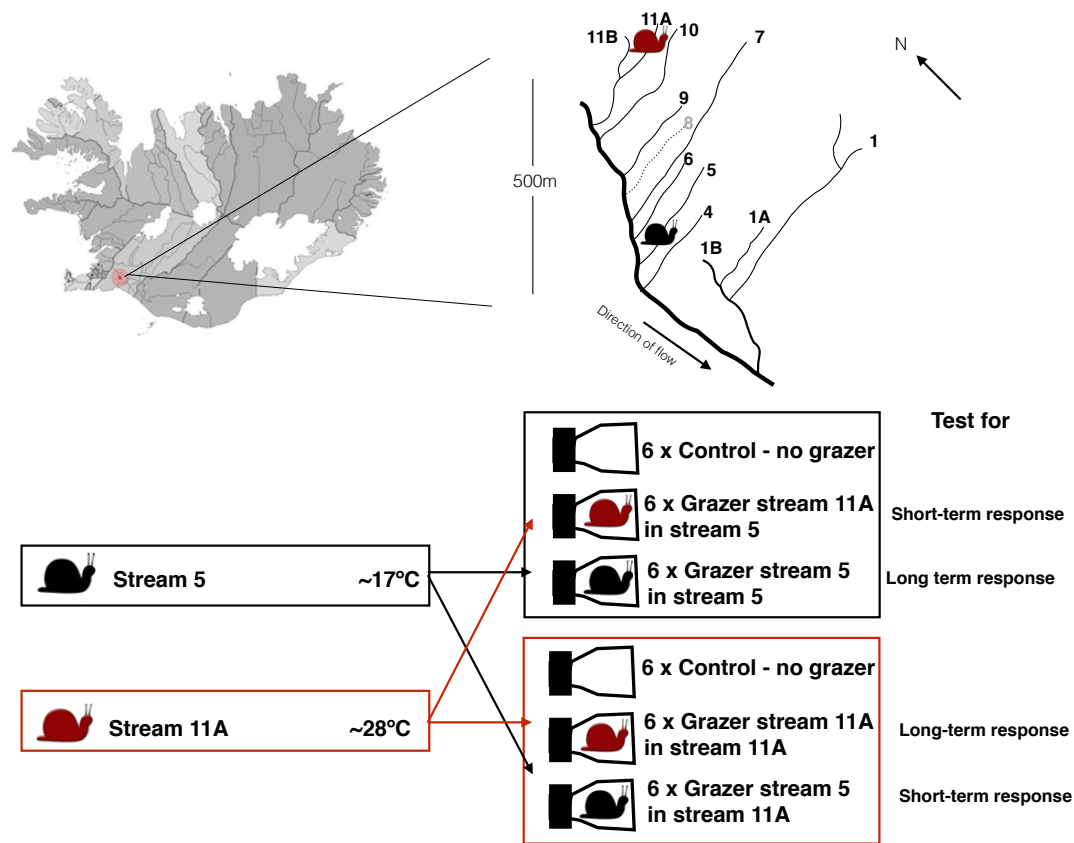 11A
11B
10
7
N
9
8
1
500m
6
5
4
1A
1B
Direction of flow
Test for
6 x Control - no grazer
6 x Grazer stream 11A
in stream 5
Short-term response
Stream 5
~17ºC
6 x Grazer stream 5
in stream 5
Long term response
6 x Control - no grazer
Stream 11A
~28ºC
6 x Grazer stream 11A
in stream 11A
Long-term response
6 x Grazer stream 5
in stream 11A
Short-term response